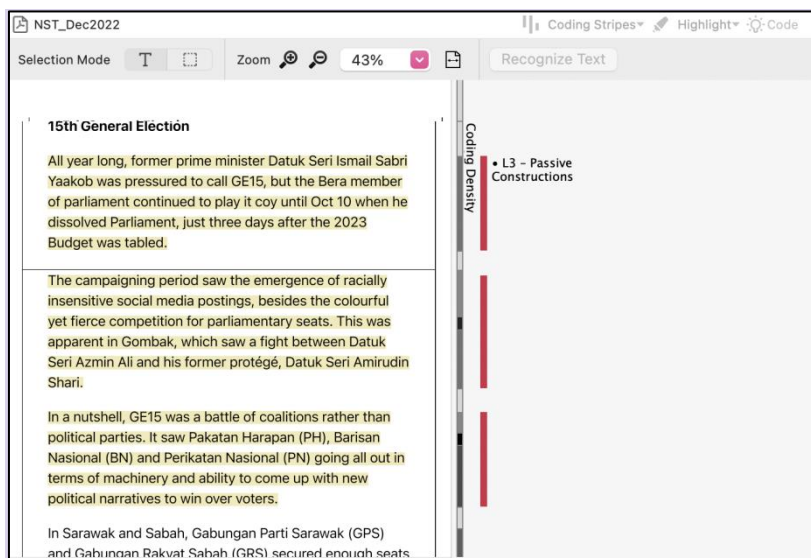 NST_Dec2022
Coding Stripes
Highlight
Code
Selection Mode
T
Zoom
43%
Recognize Text
15th General Election
All year long, former prime minister Datuk Seri Ismail Sabri
Yaakob was pressured to call GE15, but the Bera member
of parliament continued to play it coy until Oct 10 when he
dissolved Parliament, just three days after the 2023
Budget was tabled.
The campaigning period saw the emergence of racially
insensitive social media postings, besides the colourful
yet fierce competition for parliamentary seats. This was
apparent in Gombak, which saw a fight between Datuk
Seri Azmin Ali and his former protégé, Datuk Seri Amirudin
Shari.
In a nutshell, GE15 was a battle of coalitions rather than
political parties. It saw Pakatan Harapan (PH), Barisan
Nasional (BN) and Perikatan Nasional (PN) going all out in
terms of machinery and ability to come up with new
political narratives to win over voters.
In Sarawak and Sabah, Gabungan Parti Sarawak (GPS)
and Gabungan Rakyat Sabah (GRS) secured enough seats
Coding Density
• L3 - Passive
Constructions